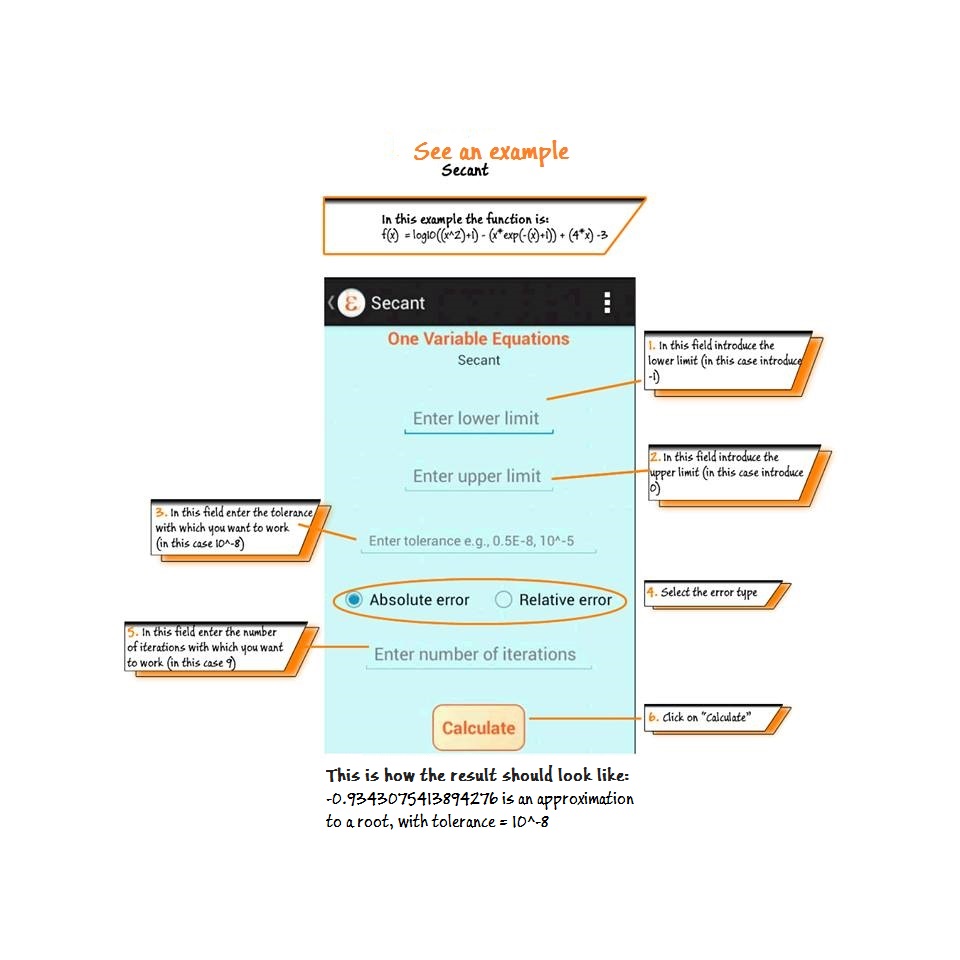 See an example
Secant
In this example the function is:
f(x) = log10((x^2)+1) - (x*exp(-(x)+1)) + (4*x) -3
Secant
One Variable Equations
Secant
1. In this field introduce the
lower limit (in this case introduce
-1)
Enter lower limit
2. In this field introduce the
upper limit (in this case introduce
0)
Enter upper limit
3. In this field enter the tolerance
with which you want to work
(in this case 10^-8)
Enter tolerance e.g., 0.5E-8, 10^-5
4. Select the error type
Absolute error
Relative error
5. In this field enter the number
of iterations with which you want
to work (in this case 9)
Enter number of iterations
6. Click on "Calculate"
Calculate
This is how the result should look like:
-0.9343075413894276 is an approximation
to a root, with tolerance = 10^-8